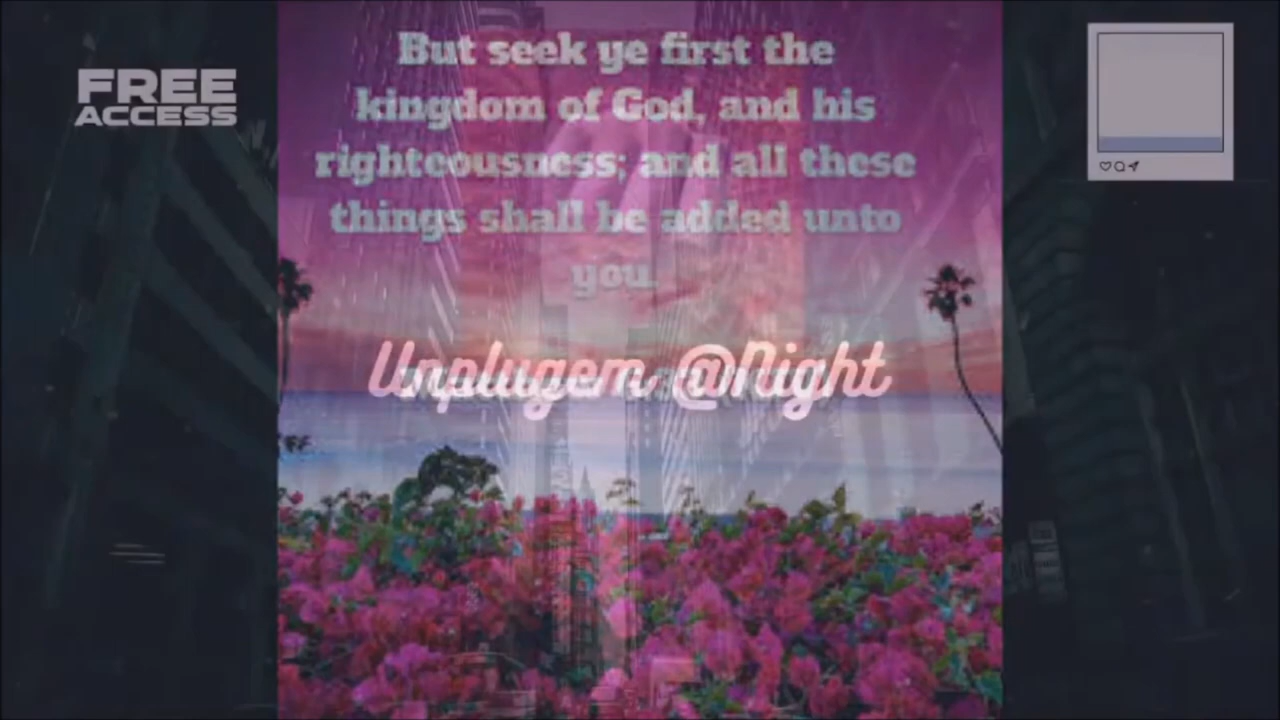 FREE
ACCESS
But seek ye first the
kingdom of God, and his
righteousness; and all these
things shall be added unto
you.
Unplugem @Night